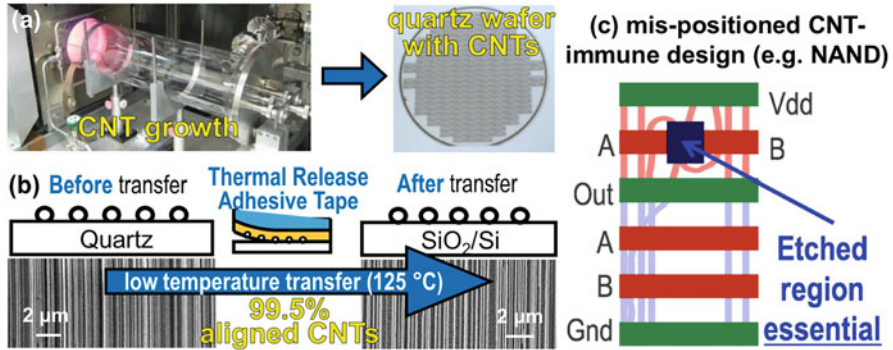 (a)
CNT growth
quartz wafer
with CNTs
(b)
Before transfer
Thermal Release
Adhesive Tape
After transfer
Quartz
SiO₂/Si
low temperature transfer (125 °C)
2 μm
99.5%
aligned CNTs
2 μm
(c) mis-positioned CNT-
immune design (e.g. NAND)
Vdd
A
B
Out
A
B
Gnd
Etched
region
essential